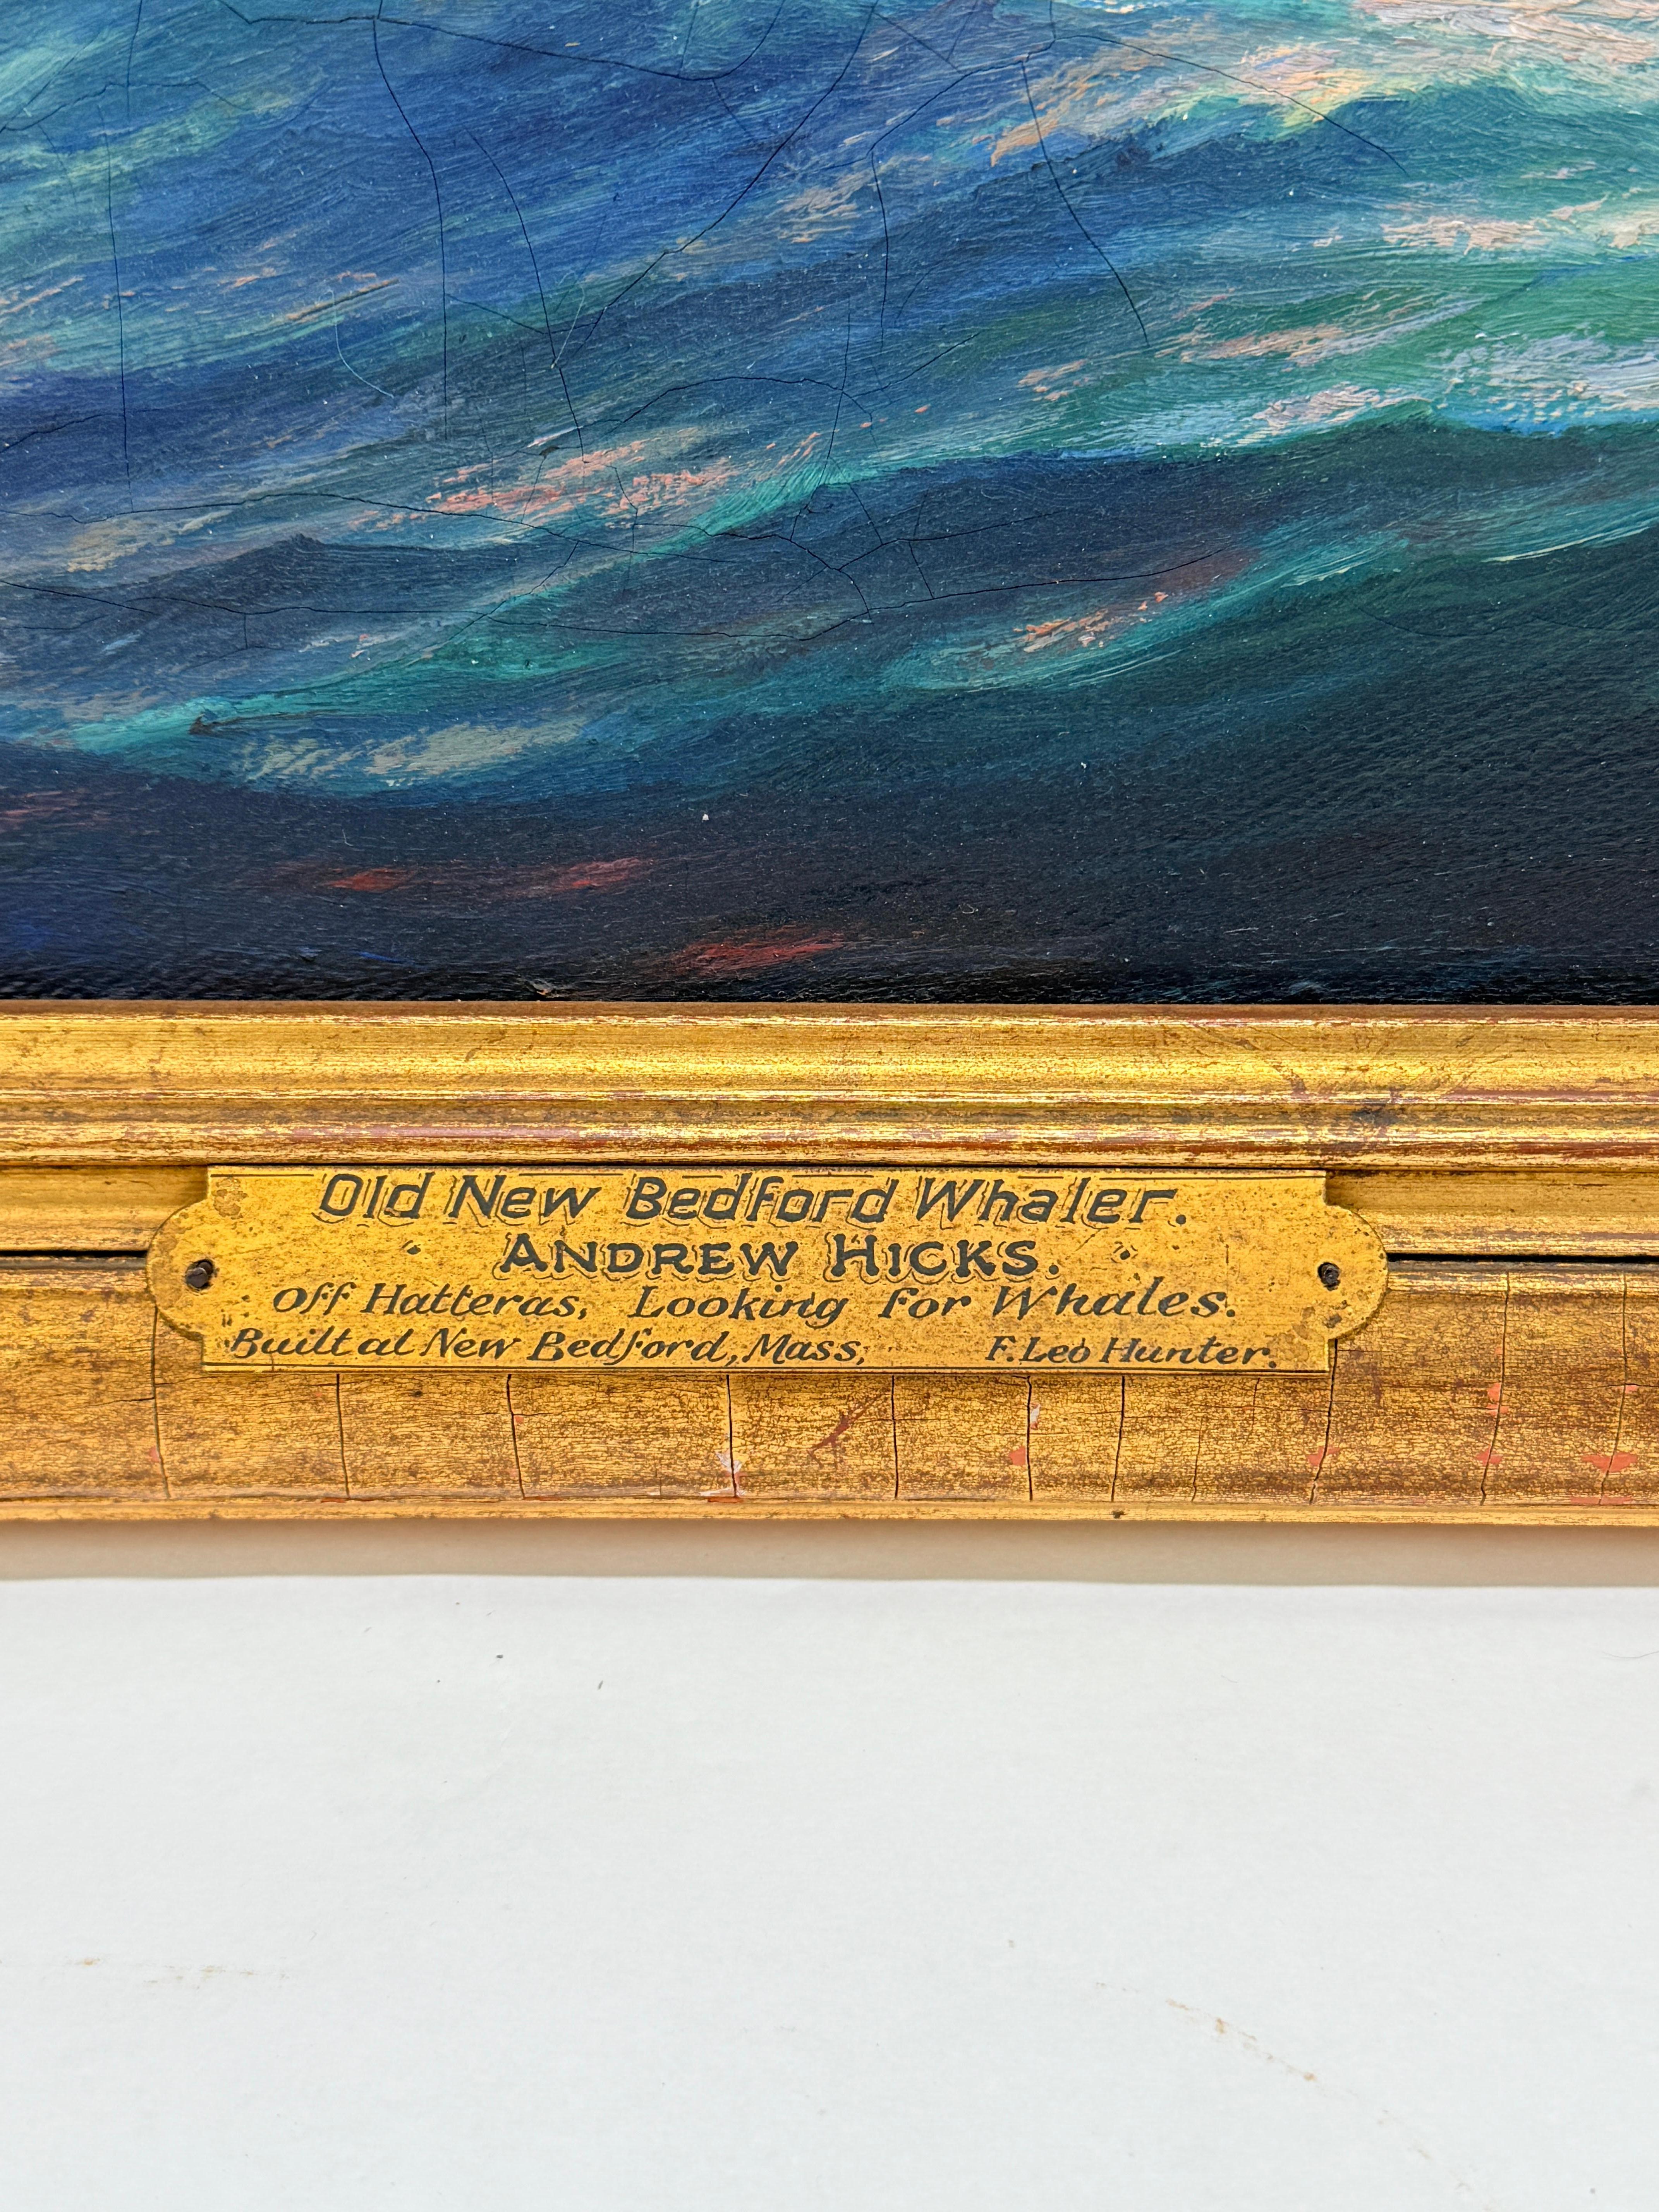 Old New Bedford Whaler.
ANDREW HICKS.
Off Hatteras, Looking for Whales.
Built at New Bedford, Mass, F. Leo Hunter.